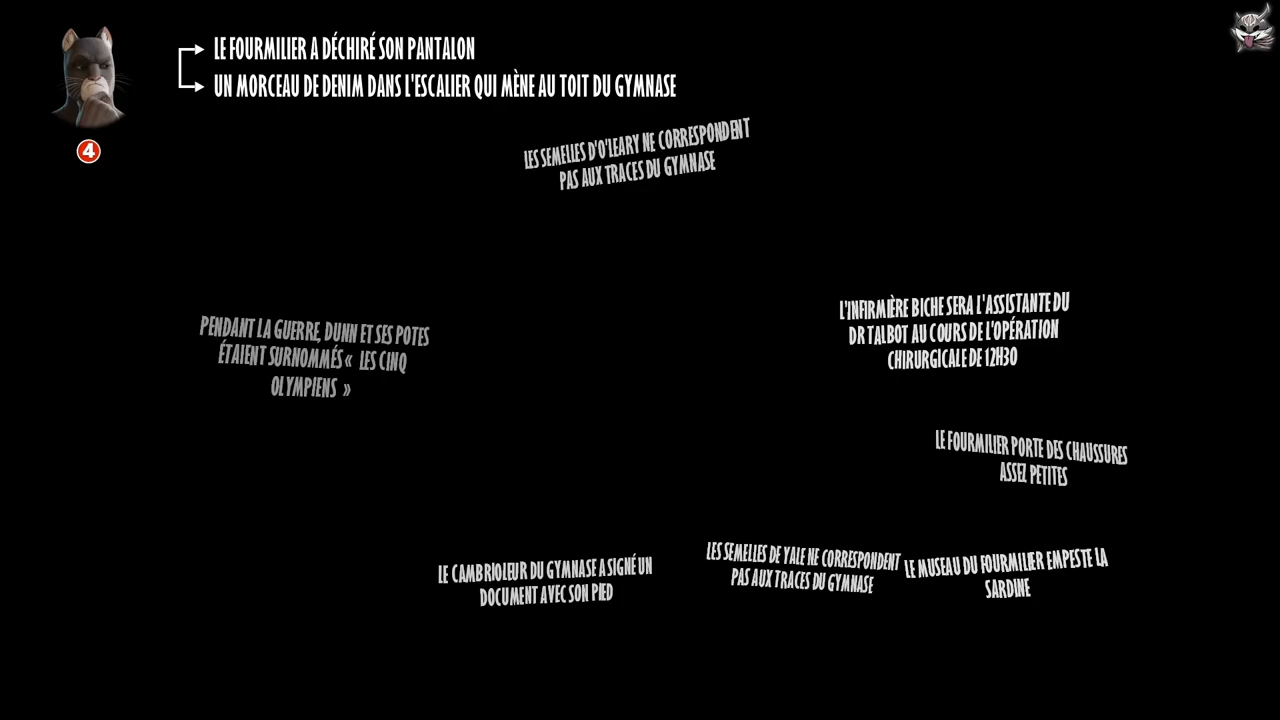 LE FOURMILIER A DÉCHIRÉ SON PANTALON
UN MORCEAU DE DENIM DANS L'ESCALIER QUI MÈNE AU TOIT DU GYMNASE
4
LES SEMELLES D'O'LEARY NE CORRESPONDENT
PAS AUX TRACES DU GYMNASE
L'INFIRMIÈRE BICHE SERA L'ASSISTANTE DU
DR TALBOT AU COURS DE L'OPÉRATION
CHIRURGICALE DE 12H30
PENDANT LA GUERRE, DUNN ET SES POTES
ÉTAIENT SURNOMMÉS « LES CINQ
OLYMPIENS »
LE FOURMILIER PORTE DES CHAUSSURES
ASSEZ PETITES
LE CAMBRIOLEUR DU GYMNASE A SIGNÉ UN
DOCUMENT AVEC SON PIED
LES SEMELLES DE YALE NE CORRESPONDENT
PAS AUX TRACES DU GYMNASE
LE MUSEAU DU FOURMILIER EMPESTE LA
SARDINE